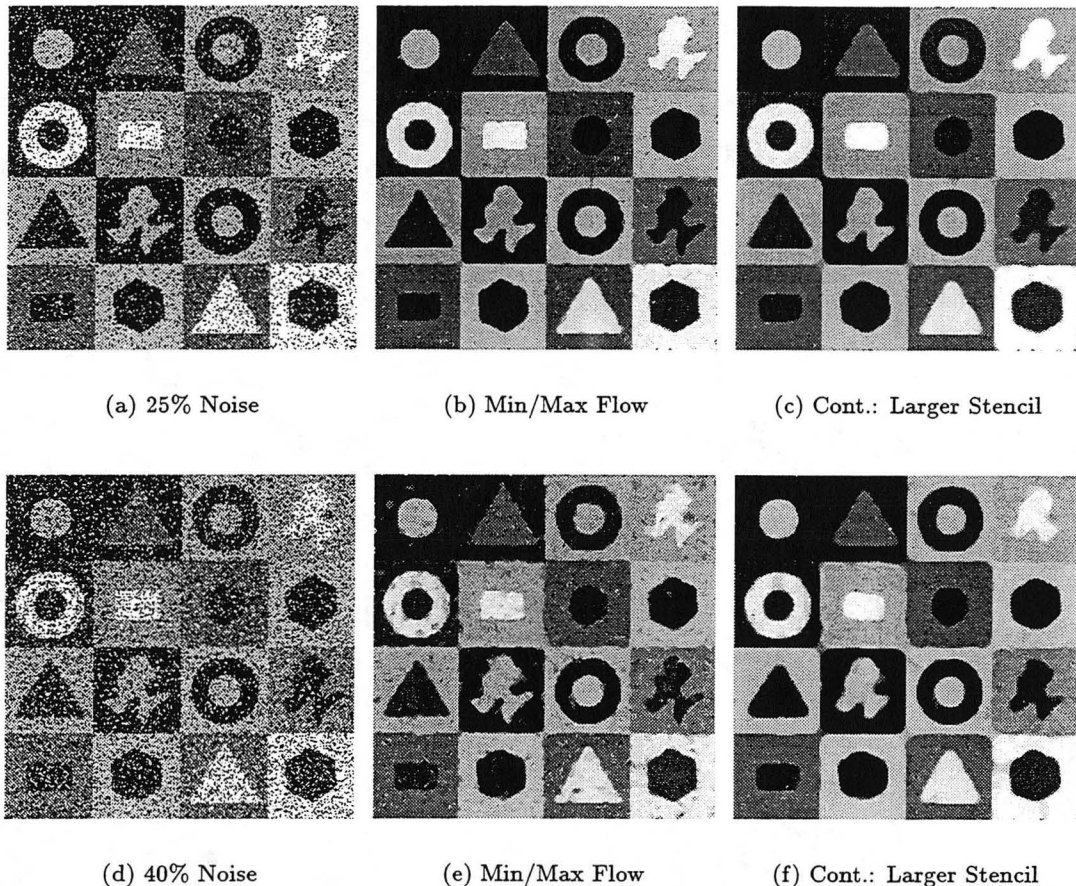 (a) 25% Noise
(b) Min/Max Flow
(c) Cont.: Larger Stencil
(d) 40% Noise
(e) Min/Max Flow
(f) Cont.: Larger Stencil